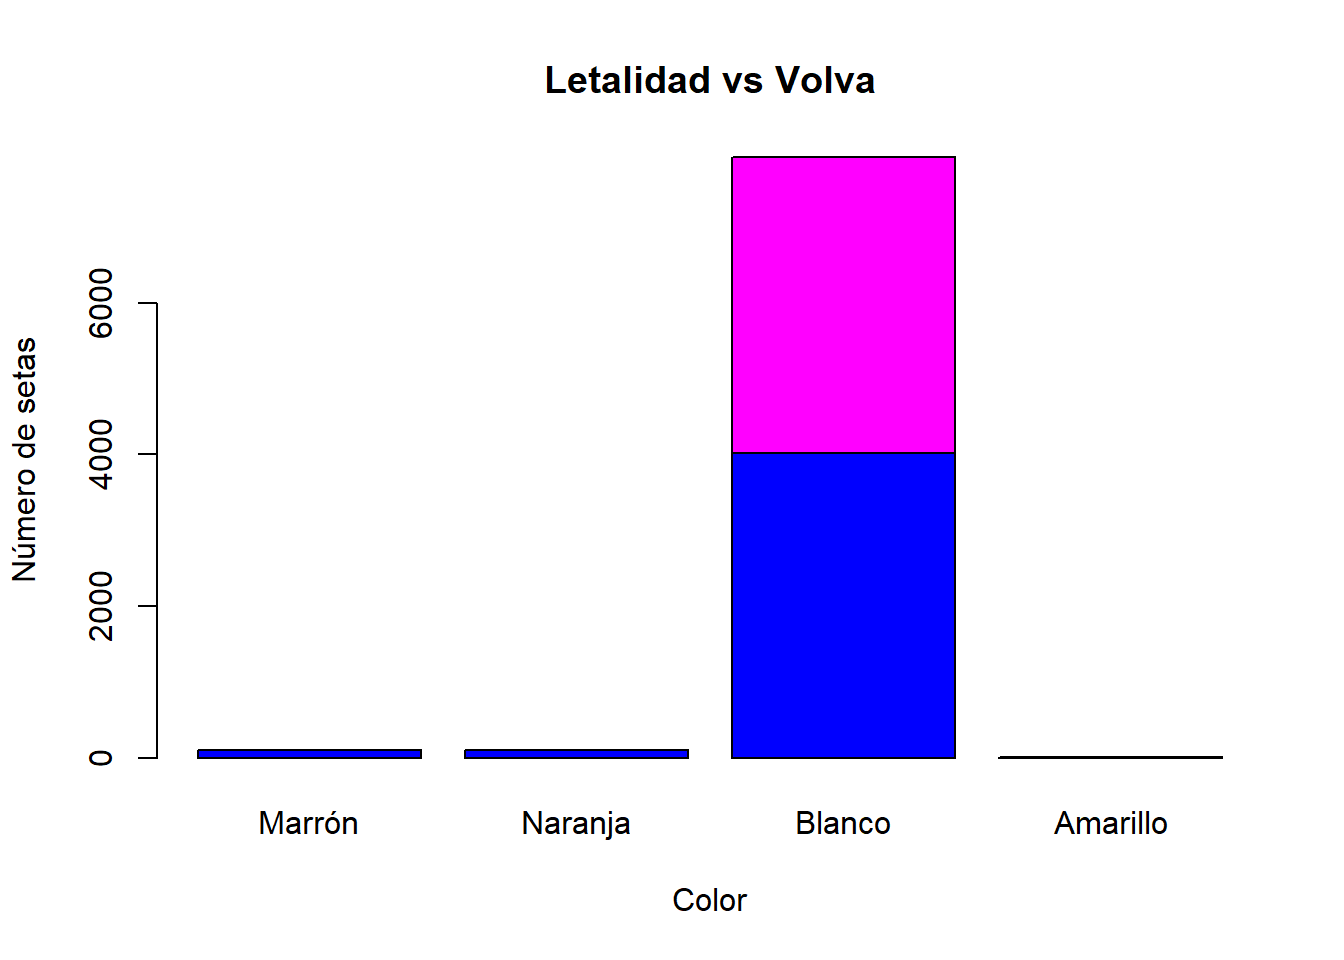 Letalidad vs Volva
Número de setas
6000
4000
2000
0
Marrón Naranja Blanco Amarillo
Color